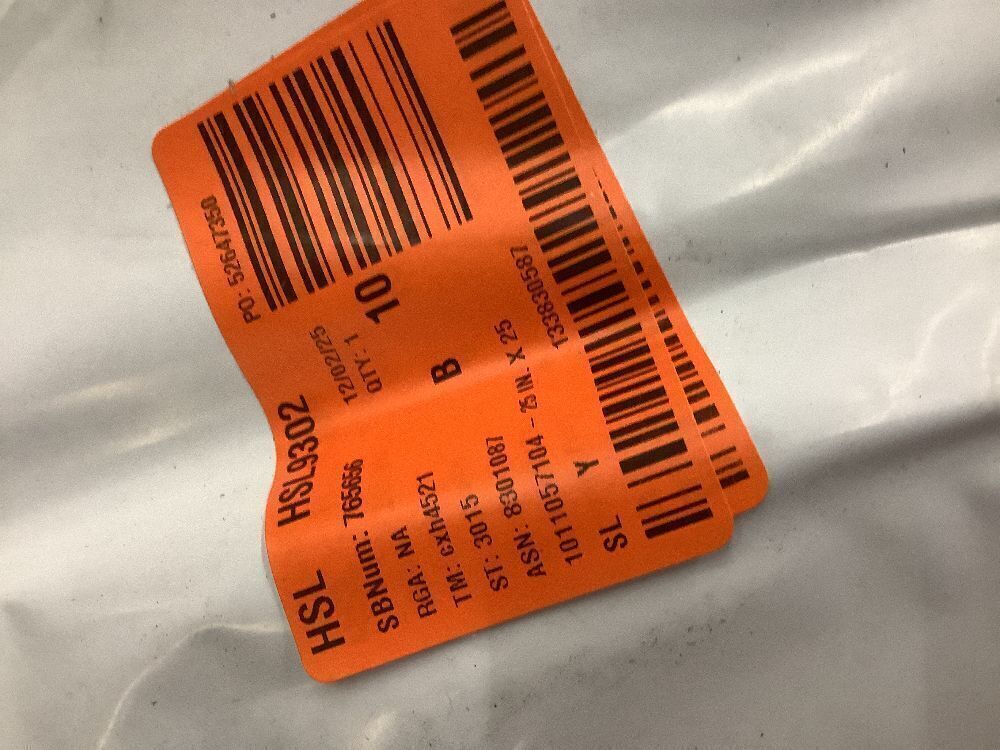 HSL HSL9302 PO: 52647350
SBNum: 765656 12/02/25
RGA: NA QTY: 1 10
TM: cxh4521
ST: 3015 B
ASN: 8301087
1011057104 - 25 IN. X 25
SL Y 133830587